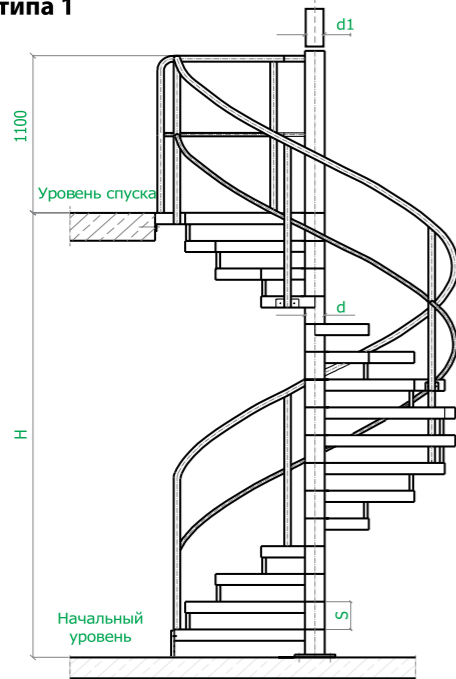 типа 1
d1
1100
Уровень спуска
d
H
S
Начальный
уровень